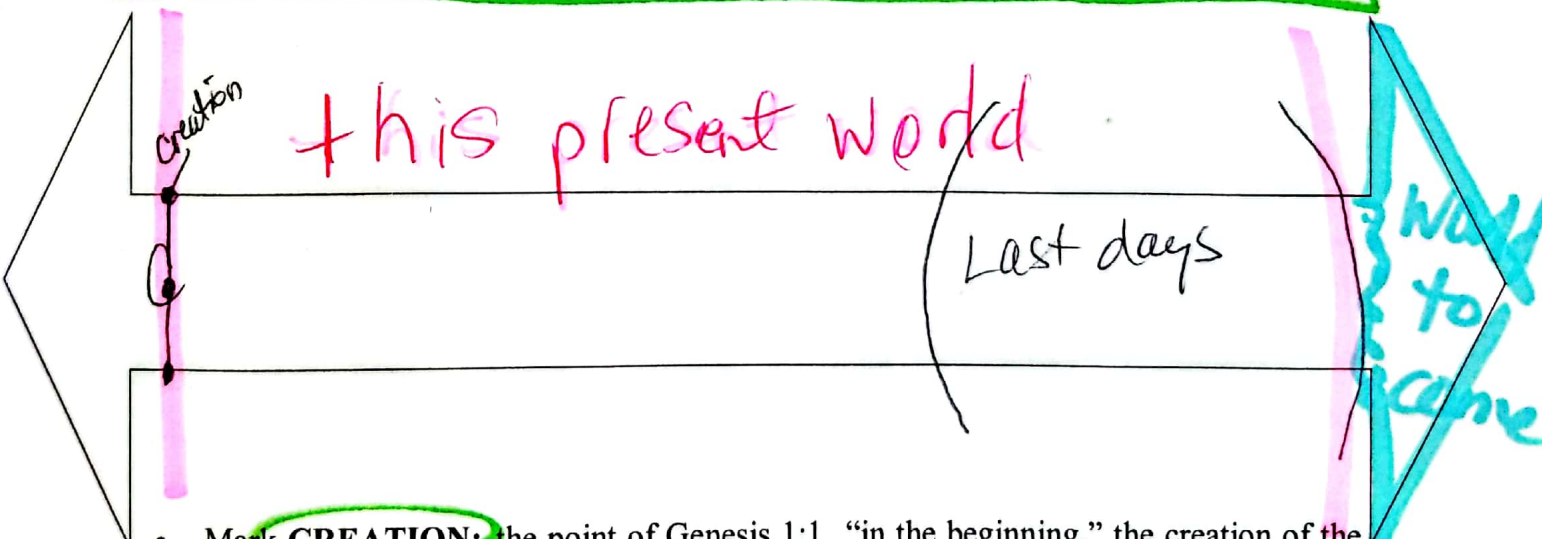 creation
this present world
Last days
World
to
come
Mark CREATION: the point of Genesis 1:1, “in the beginning,” the creation of the